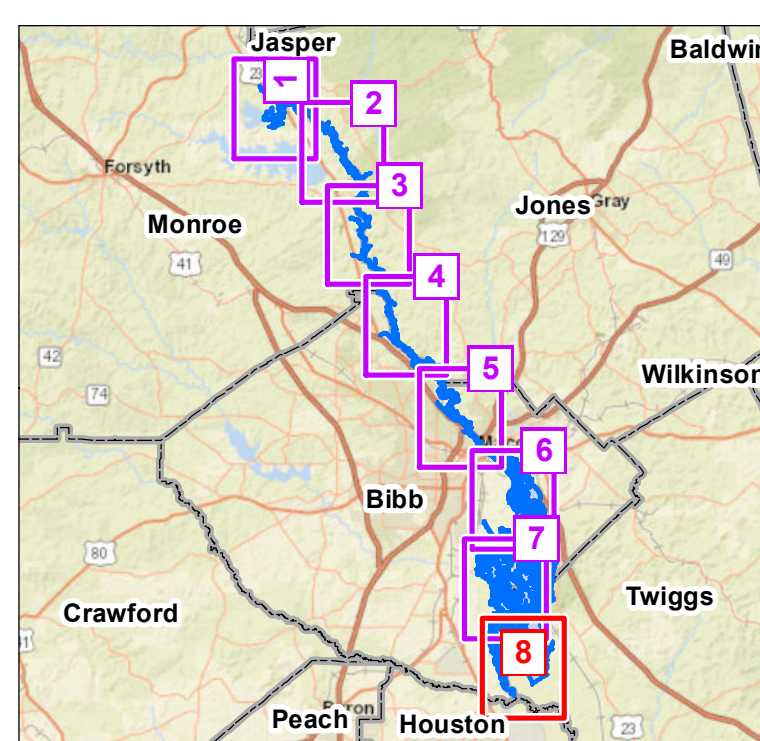 Jasper
Baldwin
23
1
2
Forsyth
3
Jones
Gray
Monroe
129
41
49
4
42
5
74
Wilkinson
6
Bibb
7
80
Twiggs
Crawford
8
Peach
Houston
23